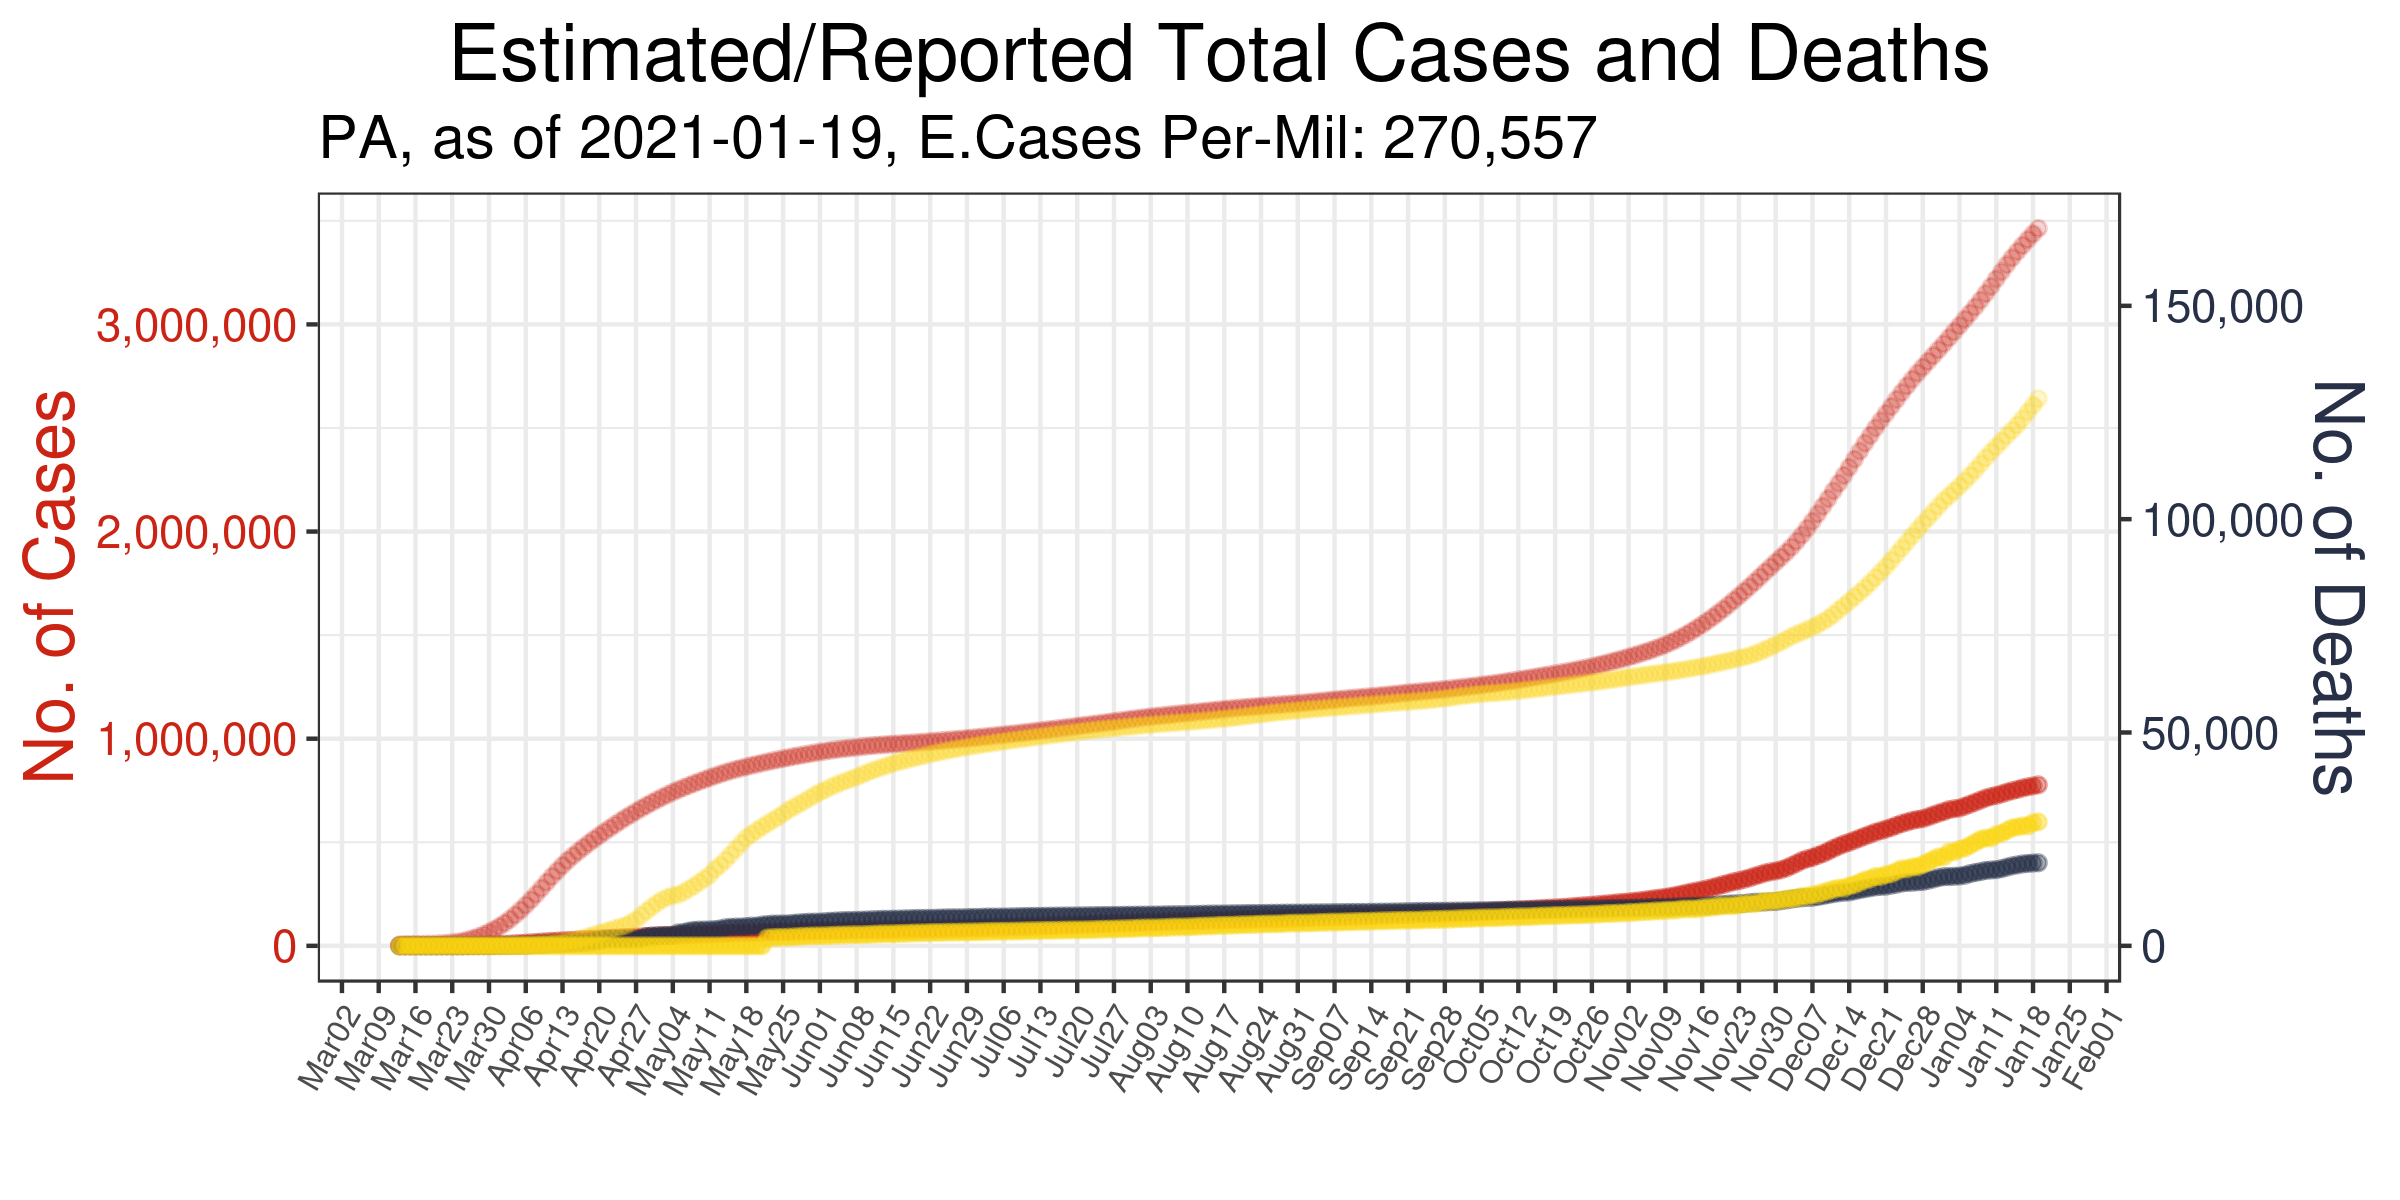 Estimated/Reported Total Cases and Deaths
PA, as of 2021-01-19, E.Cases Per-Mil: 270,557
No. of Cases
3,000,000
2,000,000
1,000,000
0
150,000
100,000
50,000
0
No. of Deaths
Mar02 Mar09 Mar16 Mar23 Mar30 Apr06 Apr13 Apr20 Apr27 May04 May11 May18 May25 Jun01 Jun08 Jun15 Jun22 Jun29 Jul06 Jul13 Jul20 Jul27 Aug03 Aug10 Aug17 Aug24 Aug31 Sep07 Sep14 Sep21 Sep28 Oct05 Oct12 Oct19 Oct26 Nov02 Nov09 Nov16 Nov23 Nov30 Dec07 Dec14 Dec21 Dec28 Jan04 Jan11 Jan18 Jan25 Feb01